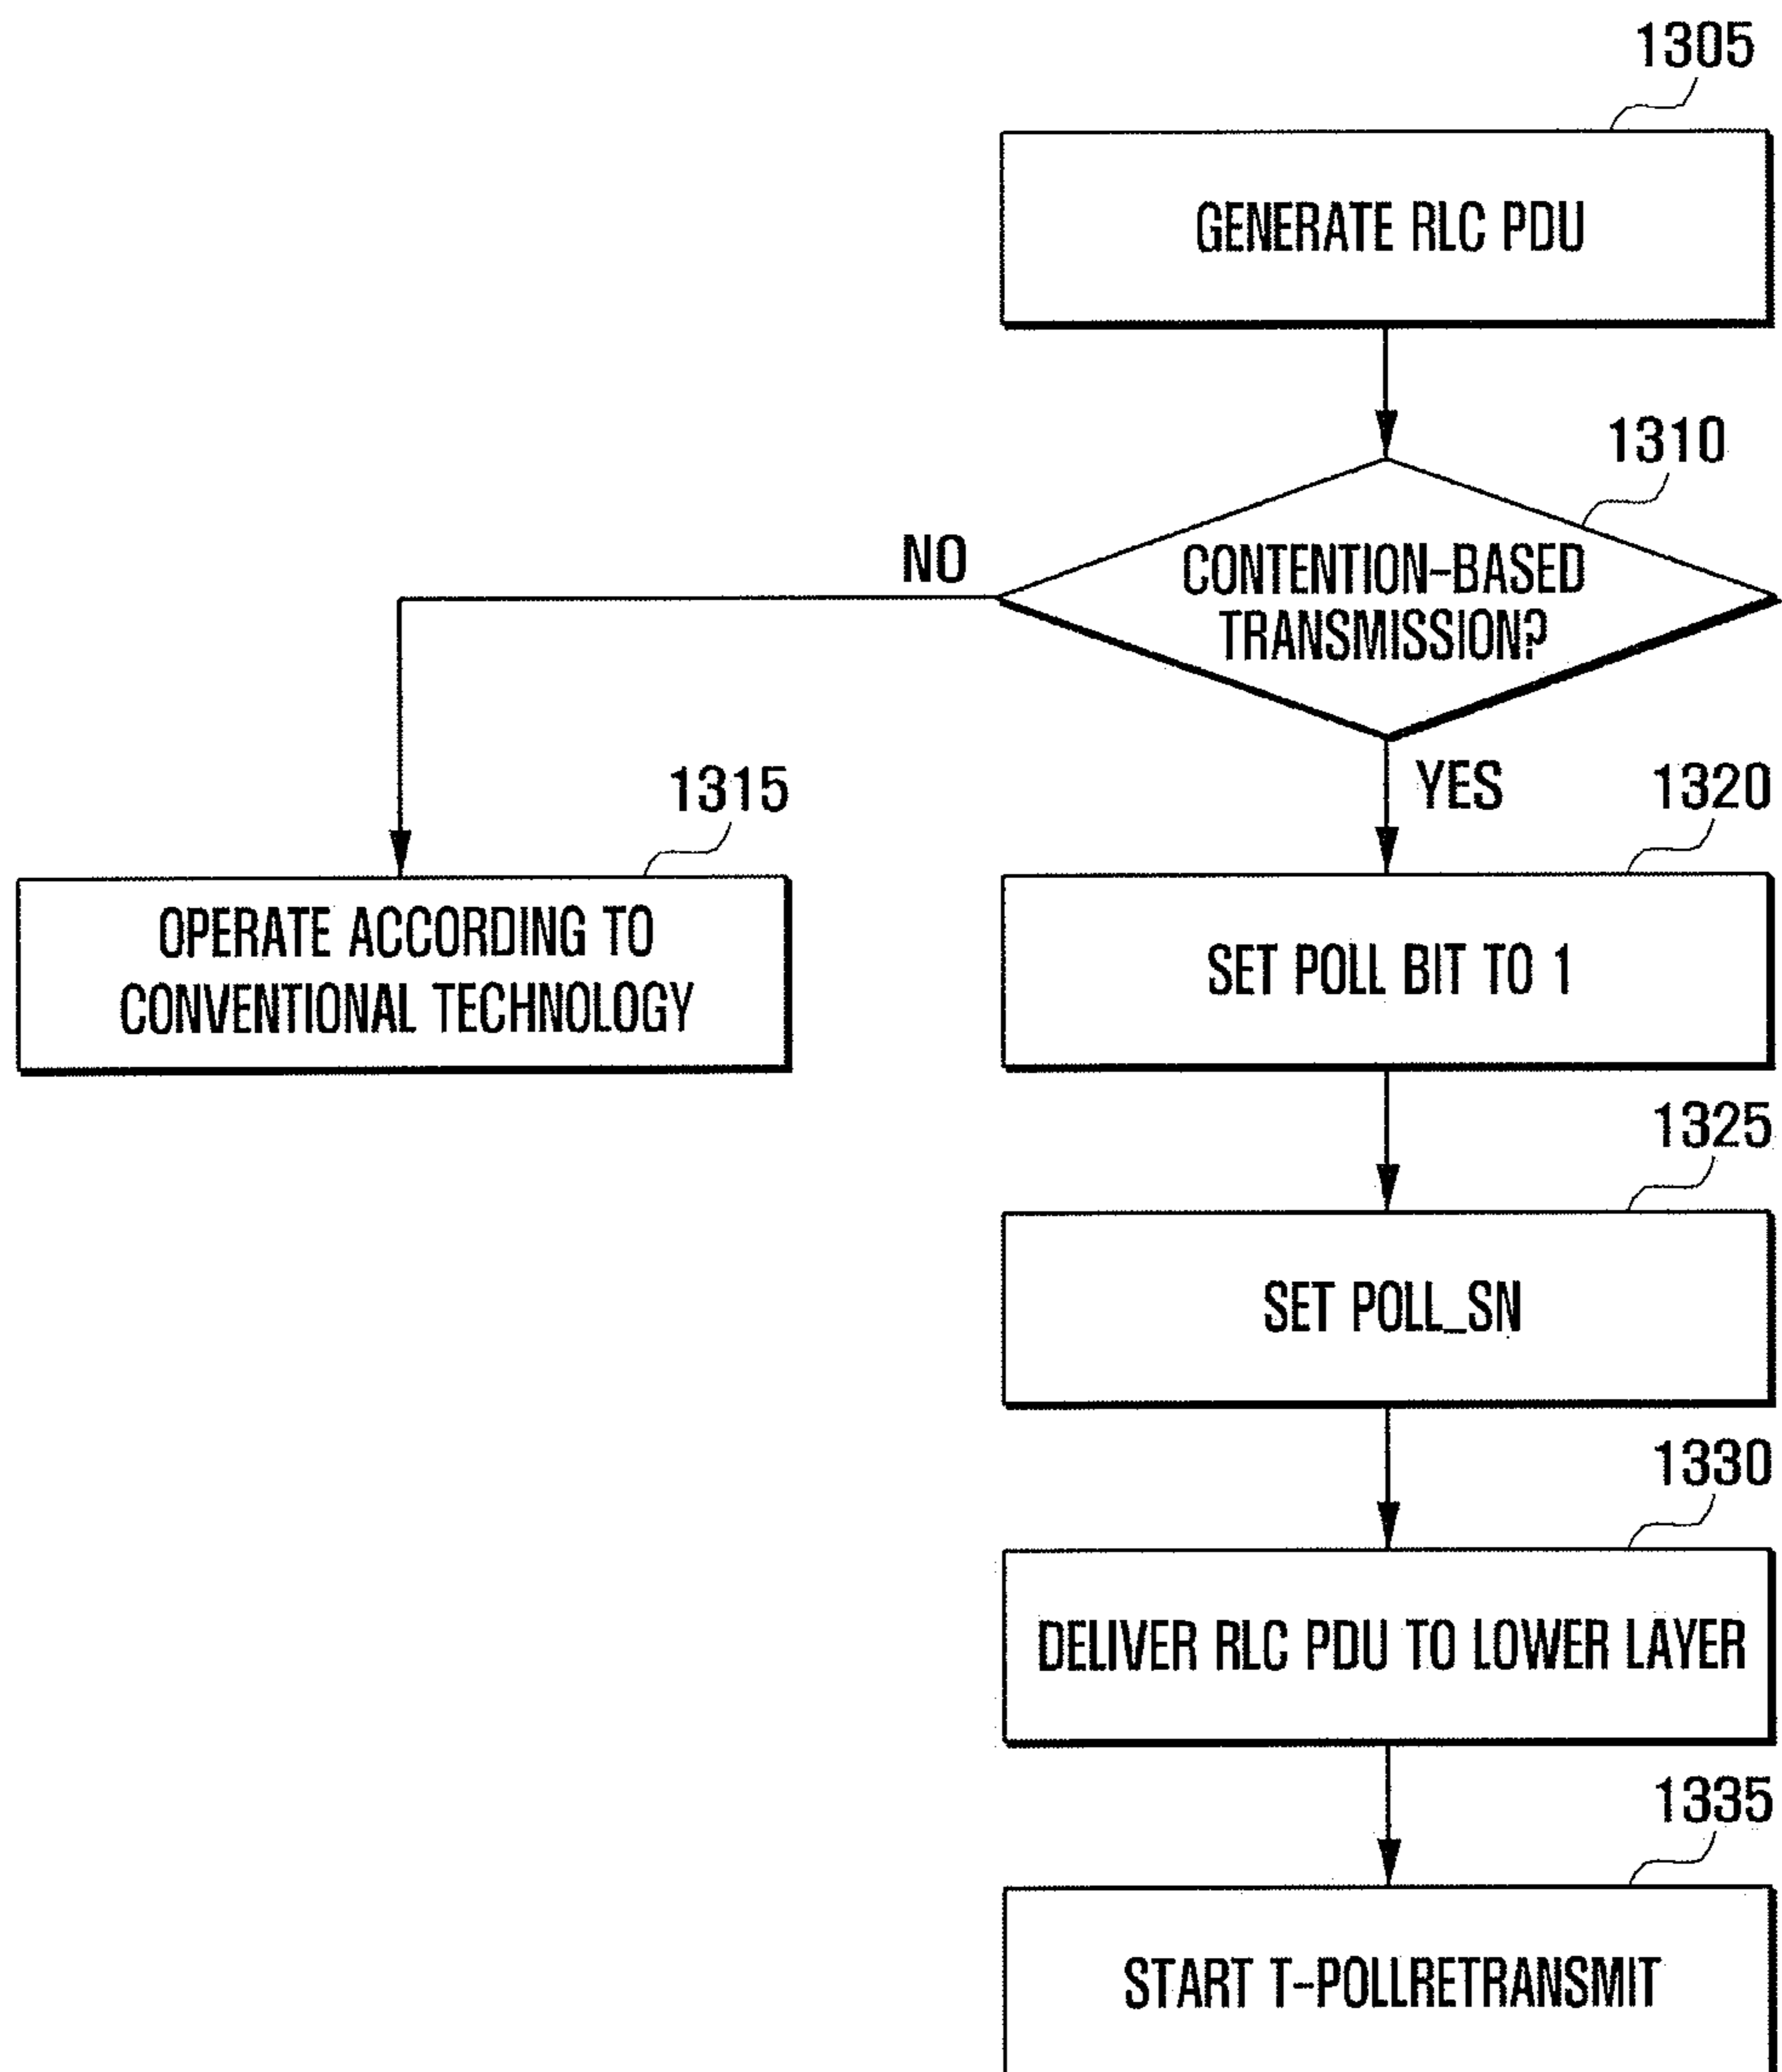 1305
GENERATE RLC PDU
1310
CONTENTION-BASED
TRANSMISSION?
NO
YES
1315
OPERATE ACCORDING TO
CONVENTIONAL TECHNOLOGY
1320
SET POLL BIT TO 1
1325
SET POLL_SN
1330
DELIVER RLC PDU TO LOWER LAYER
1335
START T-POLLRETRANSMIT